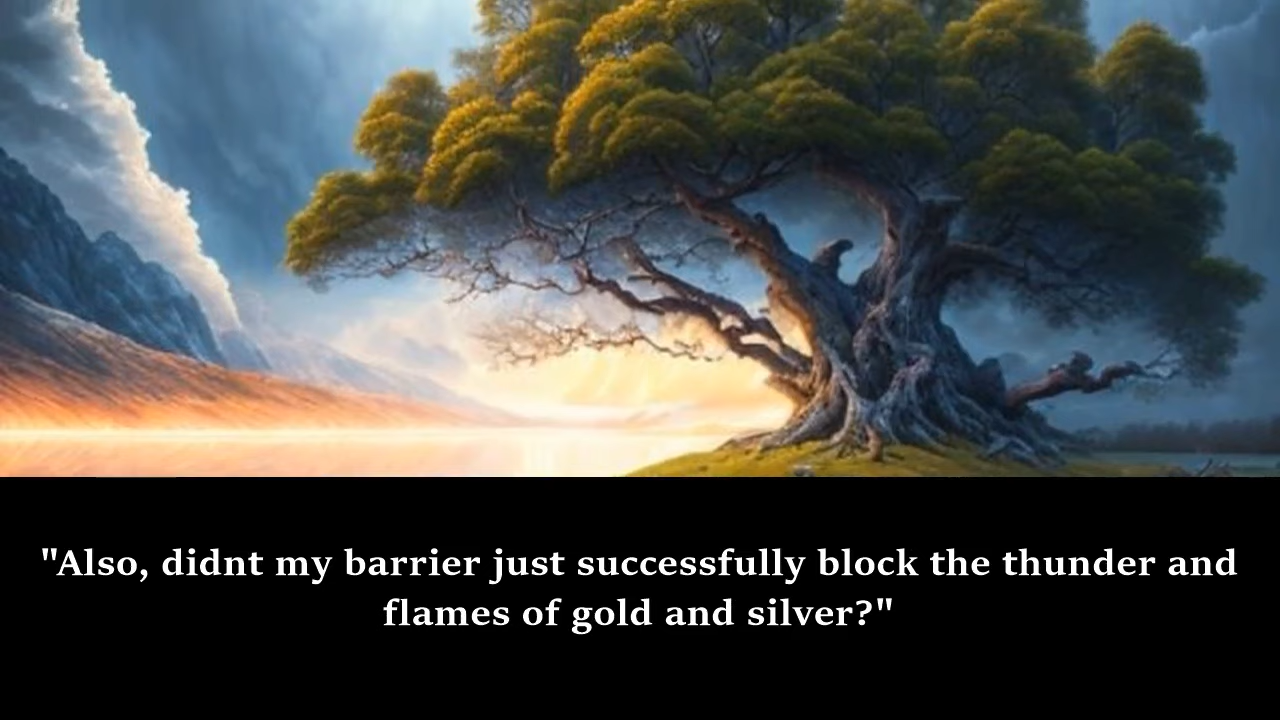 "Also, didnt my barrier just successfully block the thunder and
flames of gold and silver?"